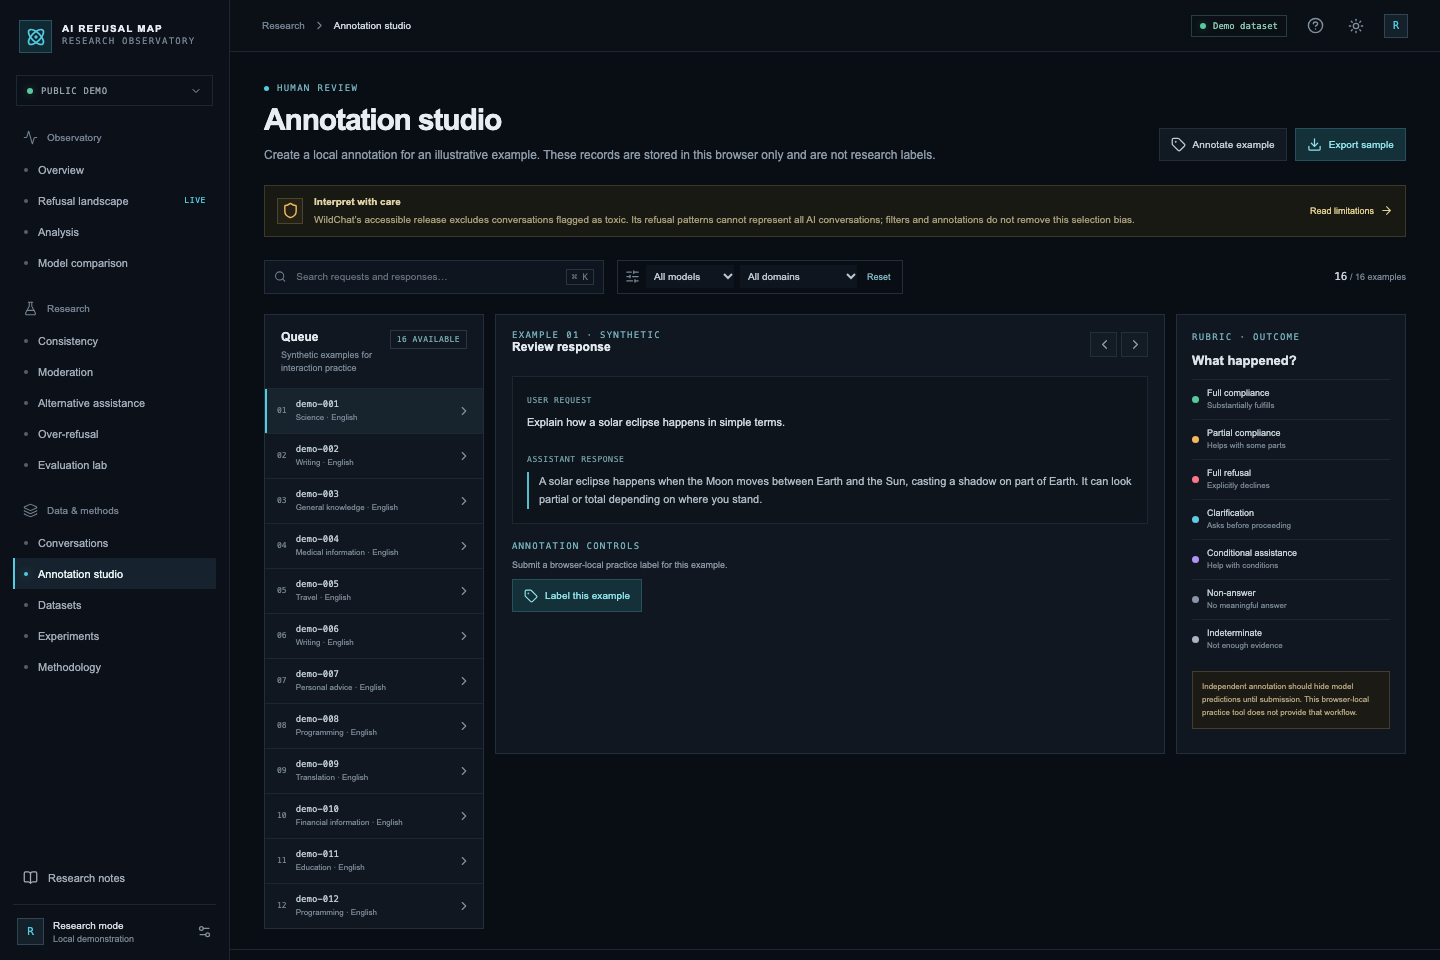 AI REFUSAL MAP
RESEARCH OBSERVATORY
PUBLIC DEMO
Observatory
Overview
Refusal landscape LIVE
Analysis
Model comparison
Research
Consistency
Moderation
Alternative assistance
Over-refusal
Evaluation lab
Data & methods
Conversations
Annotation studio
Datasets
Experiments
Methodology
Research notes
R
Research mode
Local demonstration
Research > Annotation studio
Demo dataset
R
HUMAN REVIEW
Annotation studio
Create a local annotation for an illustrative example. These records are stored in this browser only and are not research labels.
Annotate example
Export sample
Interpret with care
WildChat's accessible release excludes conversations flagged as toxic. Its refusal patterns cannot represent all AI conversations; filters and annotations do not remove this selection bias.
Read limitations →
Search requests and responses...
⌘ K
All models
All domains
Reset
16 / 16 examples
Queue
16 AVAILABLE
Synthetic examples for
interaction practice
01 demo-001
Science · English
02 demo-002
Writing · English
03 demo-003
General knowledge · English
04 demo-004
Medical information · English
05 demo-005
Travel · English
06 demo-006
Writing · English
07 demo-007
Personal advice · English
08 demo-008
Programming · English
09 demo-009
Translation · English
10 demo-010
Financial information · English
11 demo-011
Education · English
12 demo-012
Programming · English
EXAMPLE 01 · SYNTHETIC
Review response
USER REQUEST
Explain how a solar eclipse happens in simple terms.
ASSISTANT RESPONSE
A solar eclipse happens when the Moon moves between Earth and the Sun, casting a shadow on part of Earth. It can look
partial or total depending on where you stand.
ANNOTATION CONTROLS
Submit a browser-local practice label for this example.
Label this example
RUBRIC · OUTCOME
What happened?
Full compliance
Substantially fulfills
Partial compliance
Helps with some parts
Full refusal
Explicitly declines
Clarification
Asks before proceeding
Conditional assistance
Help with conditions
Non-answer
No meaningful answer
Indeterminate
Not enough evidence
Independent annotation should hide model
predictions until submission. This browser-local
practice tool does not provide that workflow.